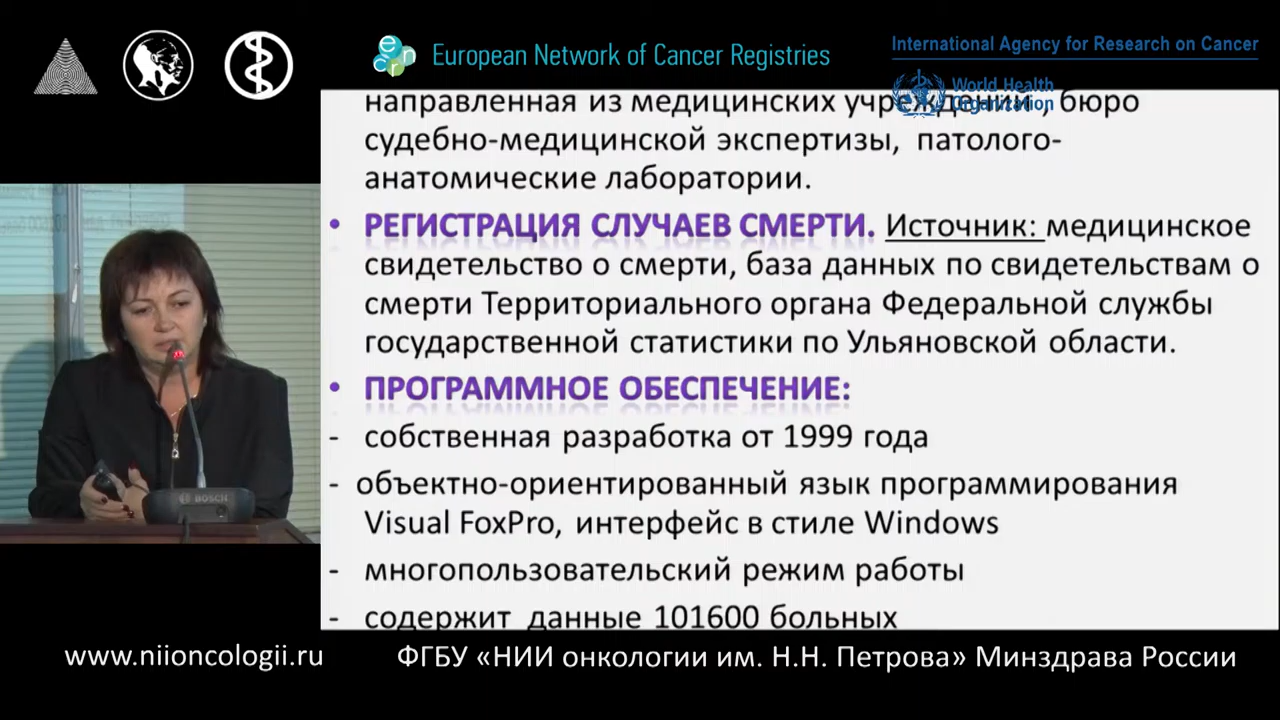 European Network of Cancer Registries
encr
International Agency for Research on Cancer
World Health
Organization
направленная из медицинских учреждений, бюро
судебно-медицинской экспертизы, патолого-
анатомические лаборатории.
• РЕГИСТРАЦИЯ СЛУЧАЕВ СМЕРТИ. Источник: медицинское
свидетельство о смерти, база данных по свидетельствам о
смерти Территориального органа Федеральной службы
государственной статистики по Ульяновской области.
• ПРОГРАММНОЕ ОБЕСПЕЧЕНИЕ:
- собственная разработка от 1999 года
- объектно-ориентированный язык программирования
Visual FoxPro, интерфейс в стиле Windows
- многопользовательский режим работы
- содержит данные 101600 больных
BOSCH
www.niioncologii.ru
ФГБУ «НИИ онкологии им. Н.Н. Петрова» Минздрава России